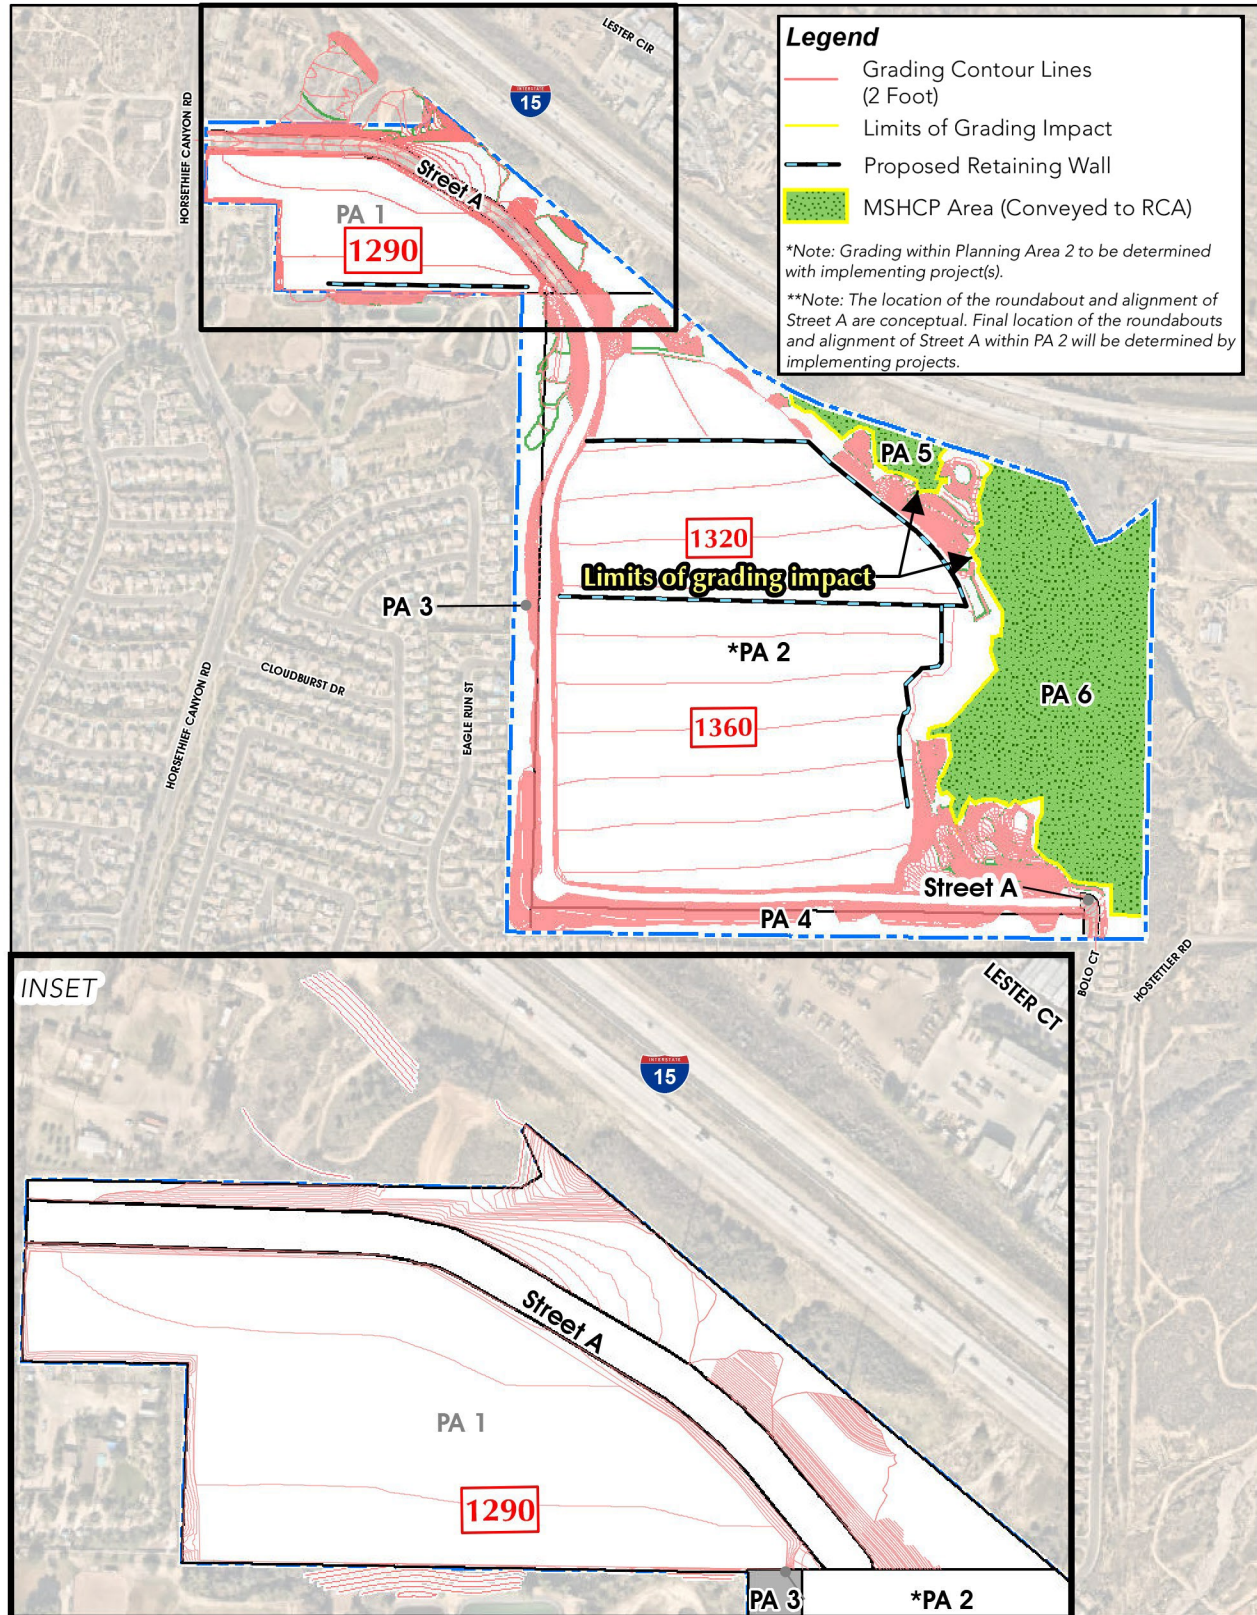 LESTER CIR
INTERSTATE
15
HORSETHIEF CANYON RD
Street A
PA 1
1290
Legend
Grading Contour Lines
(2 Foot)
Limits of Grading Impact
Proposed Retaining Wall
MSHCP Area (Conveyed to RCA)
*Note: Grading within Planning Area 2 to be determined
with implementing project(s).
**Note: The location of the roundabout and alignment of
Street A are conceptual. Final location of the roundabouts
and alignment of Street A within PA 2 will be determined by
implementing projects.
PA 5
1320
Limits of grading impact
PA 3
*PA 2
PA 6
CLOUDBURST DR
HORSETHIEF CANYON RD
EAGLE RUN ST
1360
Street A
PA 4
BOLO CT
HOSTETTLER RD
INSET
LESTER CT
INTERSTATE
15
Street A
PA 1
1290
PA 3
*PA 2